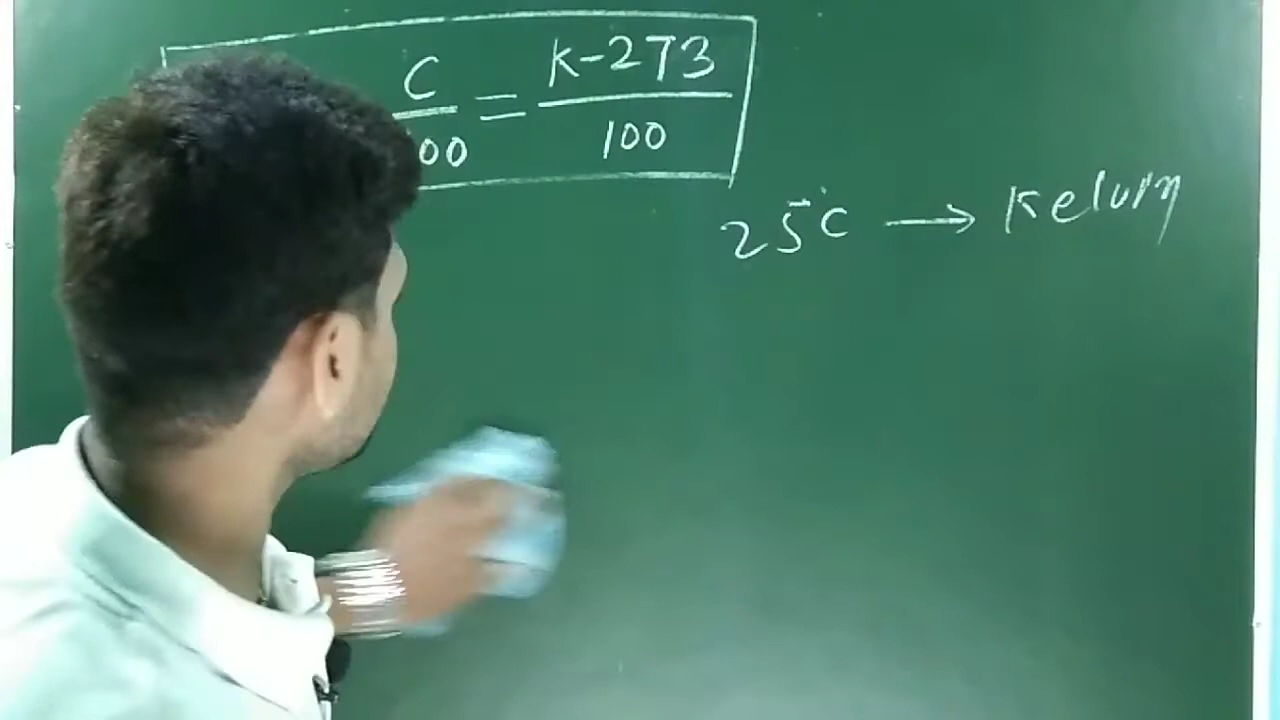 C/00 = K-273/100
25°C → Kelvin